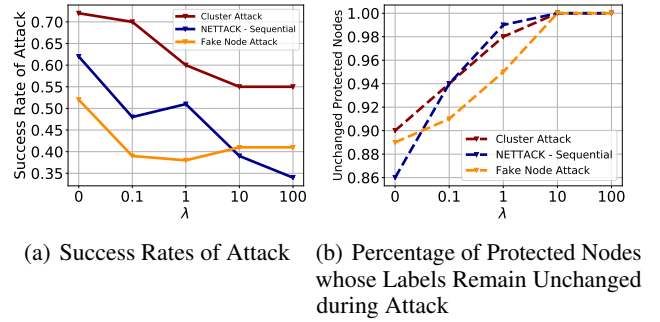 Success Rate of Attack
0.70
0.65
0.60
0.55
0.50
0.45
0.40
0.35
0
0.1
1
10
100
λ
Cluster Attack
NETTACK - Sequential
Fake Node Attack
Unchanged Protected Nodes
1.00
0.98
0.96
0.94
0.92
0.90
0.88
0.86
0
0.1
1
10
100
λ
Cluster Attack
NETTACK - Sequential
Fake Node Attack
(a) Success Rates of Attack
(b) Percentage of Protected Nodes
whose Labels Remain Unchanged
during Attack